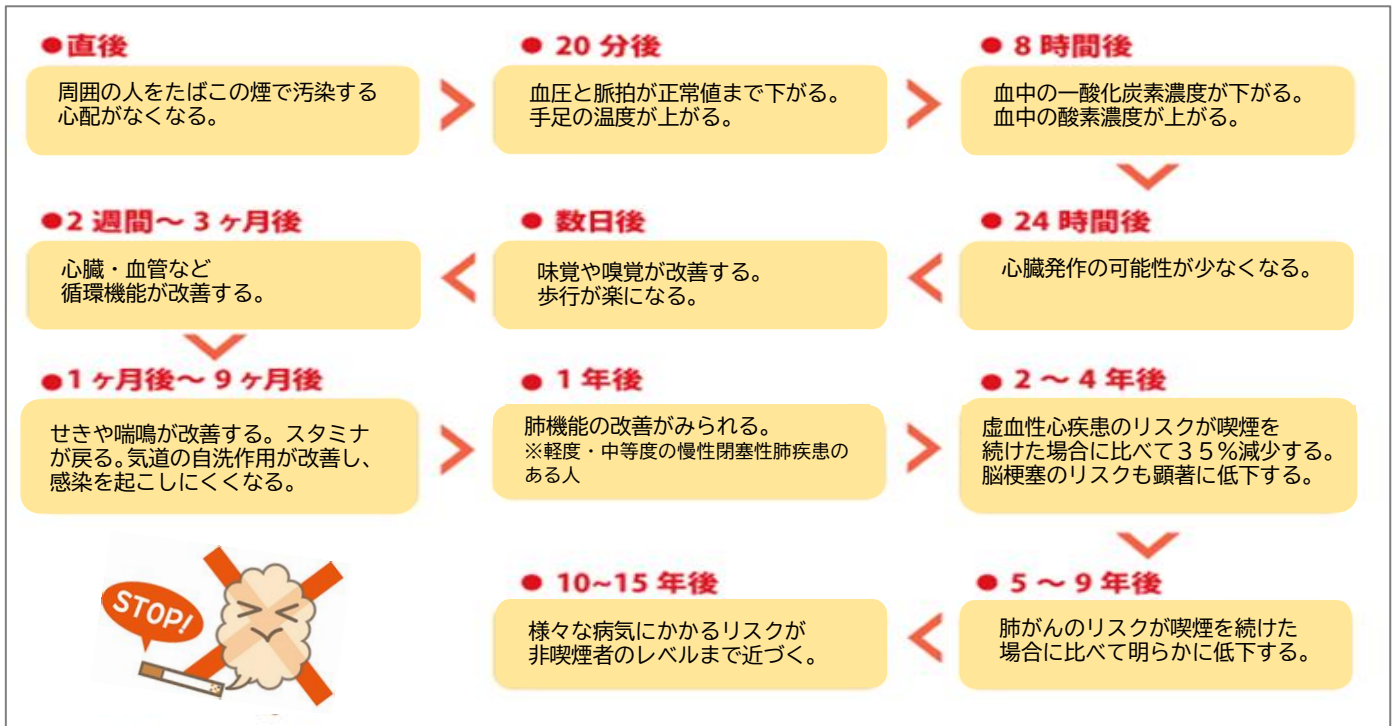 ●直後
周囲の人をたばこの煙で汚染する
心配がなくなる。
● 20 分後
血圧と脈拍が正常値まで下がる。
手足の温度が上がる。
● 8 時間後
血中の一酸化炭素濃度が下がる。
血中の酸素濃度が上がる。
● 24 時間後
心臓発作の可能性が少なくなる。
● 数日後
味覚や嗅覚が改善する。
歩行が楽になる。
●2 週間～ 3 ヶ月後
心臓・血管など
循環機能が改善する。
●1 ヶ月後～ 9 ヶ月後
せきや喘鳴が改善する。スタミナ
が戻る。気道の自洗作用が改善し、
感染を起こしにくくなる。
● 1 年後
肺機能の改善がみられる。
※軽度・中等度の慢性閉塞性肺疾患の
ある人
● 2 ～ 4 年後
虚血性心疾患のリスクが喫煙を
続けた場合に比べて３５％減少する。
脳梗塞のリスクも顕著に低下する。
● 5 ～ 9 年後
肺がんのリスクが喫煙を続けた
場合に比べて明らかに低下する。
● 10~15 年後
様々な病気にかかるリスクが
非喫煙者のレベルまで近づく。
STOP!